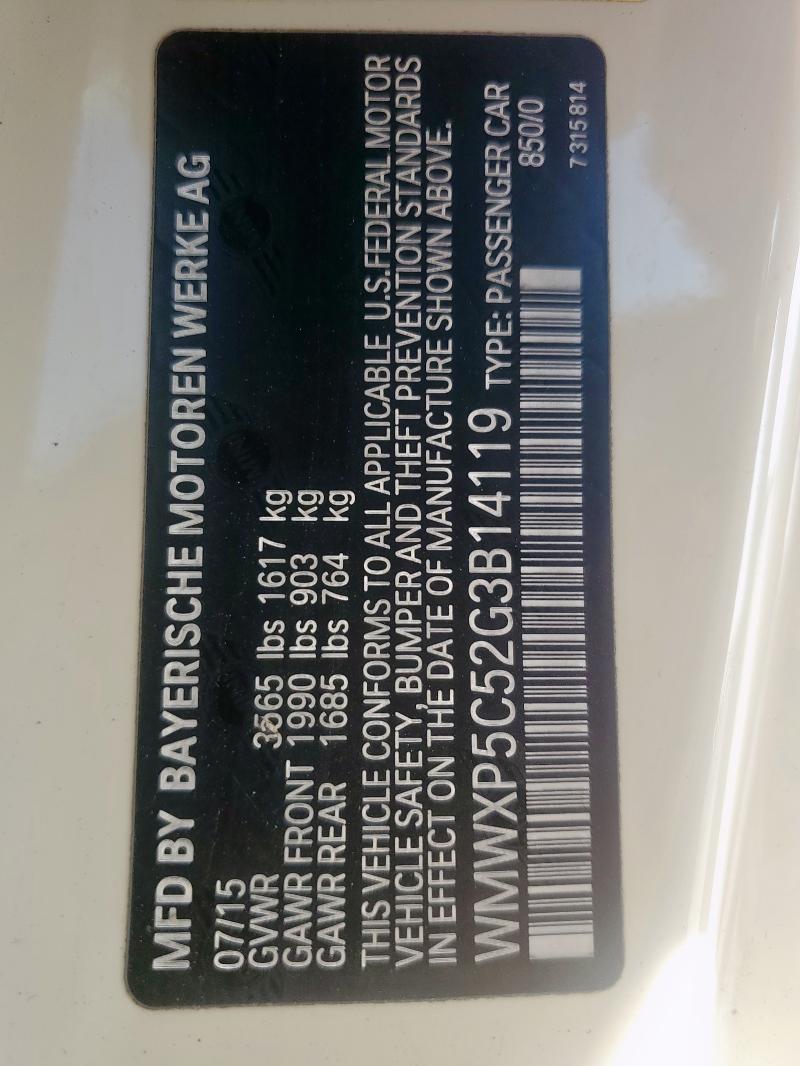 MFD BY BAYERISCHE MOTOREN WERKE AG
07/15
GVWR 3565 lbs 1617 kg
GAWR FRONT 1990 lbs 903 kg
GAWR REAR 1685 lbs 764 kg
THIS VEHICLE CONFORMS TO ALL APPLICABLE U.S.FEDERAL MOTOR
VEHICLE SAFETY, BUMPER AND THEFT PREVENTION STANDARDS
IN EFFECT ON THE DATE OF MANUFACTURE SHOWN ABOVE.
WMWXP5C52G3B14119 TYPE: PASSENGER CAR
850/0
7315814